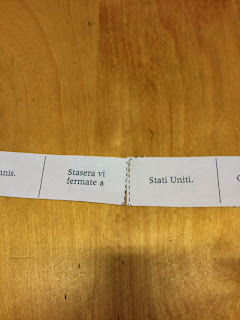 nnis.
Stasera vi
fermate a
Stati Uniti.